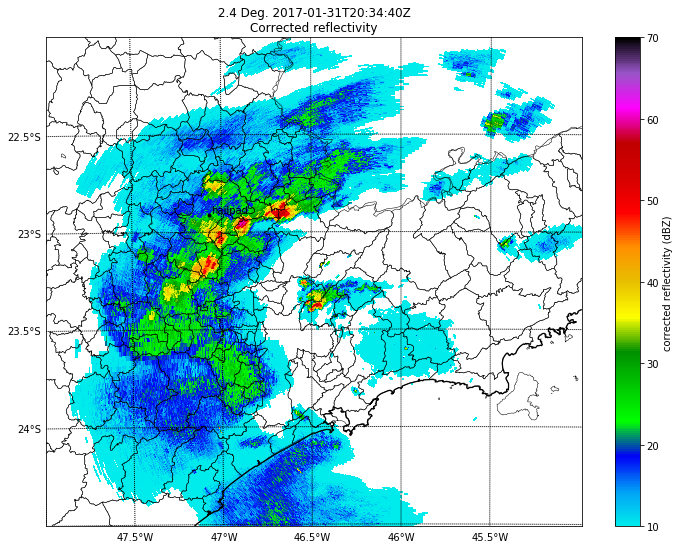 2.4 Deg. 2017-01-31T20:34:40Z
Corrected reflectivity
70
60
50
40
30
20
10
corrected reflectivity (dBZ)
22.5°S
23°S
23.5°S
24°S
47.5°W
47°W
46.5°W
46°W
45.5°W